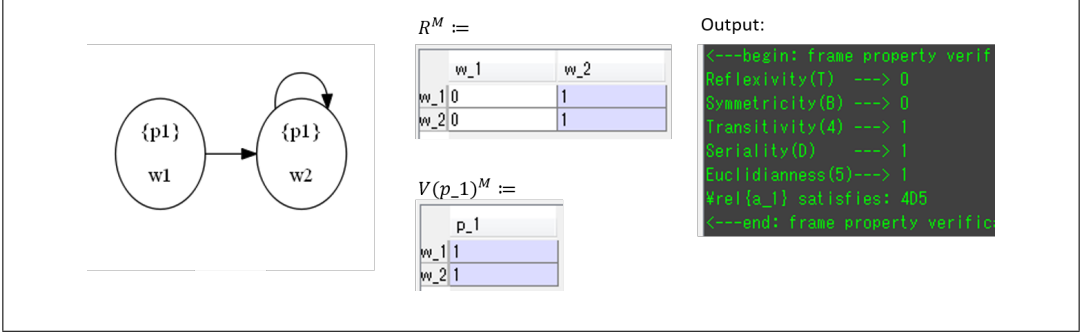 {p1}
w1
{p1}
w2
R^M :=
w_1 w_2
w_1 0 1
w_2 0 1
V(p_1)^M :=
p_1
w_1 1
w_2 1
Output:
<---begin: frame property verif
Reflexivity(T) ---> 0
Symmetricity(B) ---> 0
Transitivity(4) ---> 1
Seriality(D) ---> 1
Euclidianness(5)---> 1
¥rel{a_1} satisfies: 4D5
<---end: frame property verific